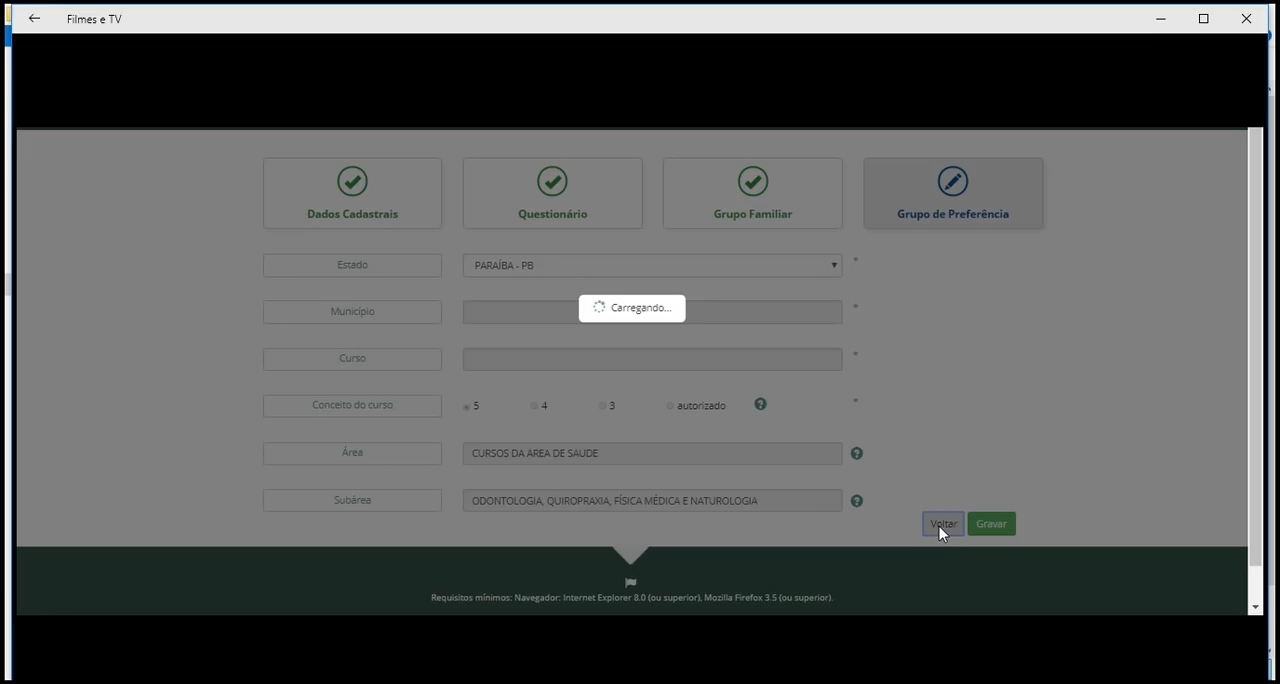 Filmes e TV
Dados Cadastrais
Questionário
Grupo Familiar
Grupo de Preferência
Estado
PARAÍBA - PB
*
Município
Carregando...
*
Curso
*
Conceito do curso
5
4
3
autorizado
?
*
Área
CURSOS DA AREA DE SAUDE
?
Subárea
ODONTOLOGIA, QUIROPRAXIA, FÍSICA MÉDICA E NATUROLOGIA
?
Voltar
Gravar
Requisitos mínimos: Navegador: Internet Explorer 8.0 (ou superior), Mozilla Firefox 3.5 (ou superior).